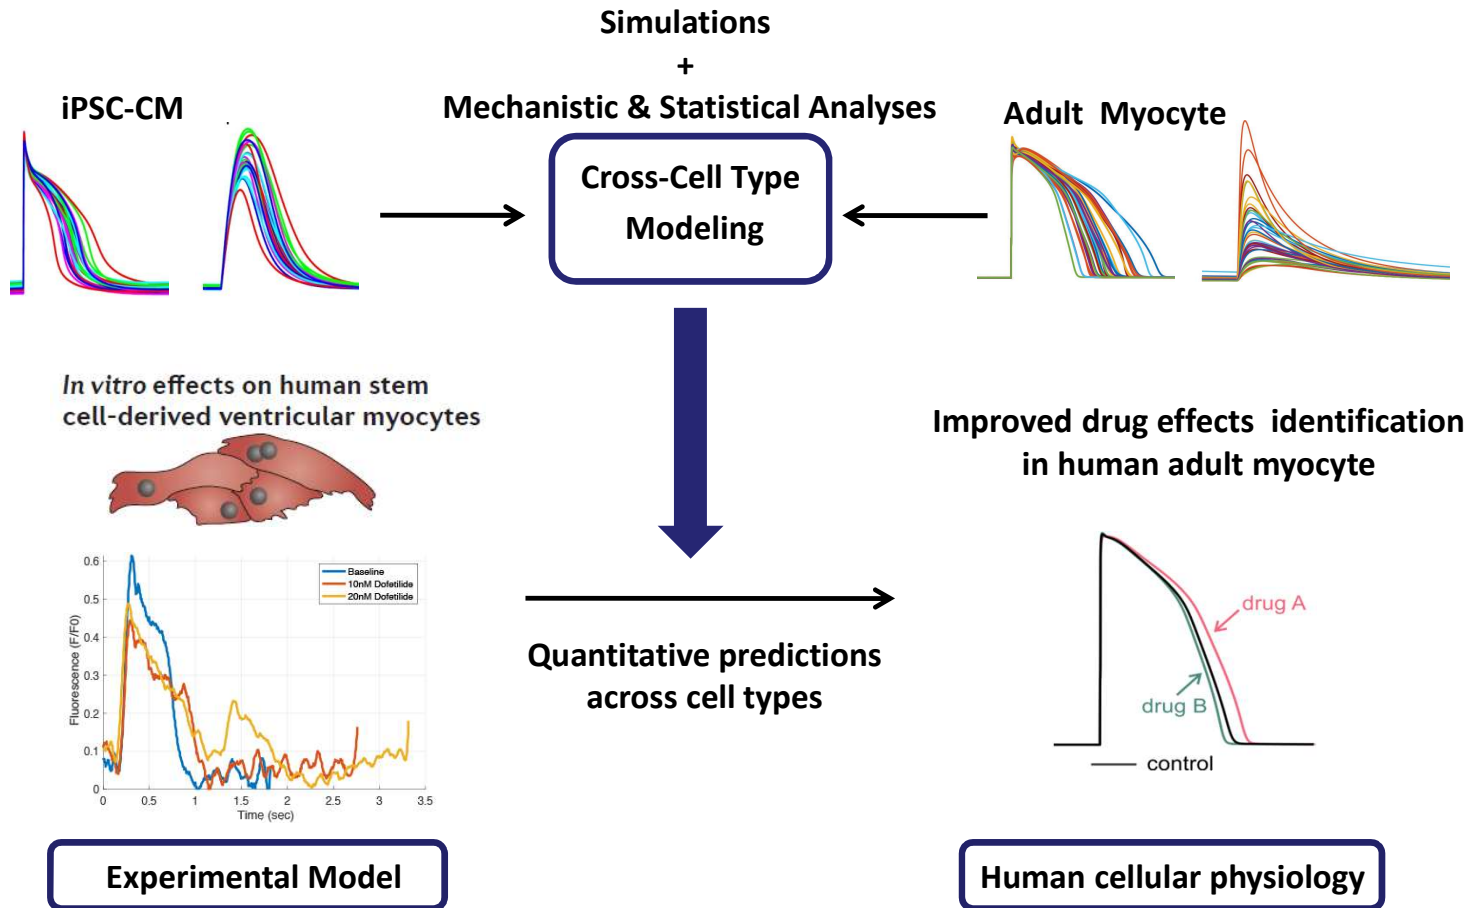 Simulations
+
Mechanistic & Statistical Analyses
iPSC-CM
Adult Myocyte
Cross-Cell Type
Modeling
In vitro effects on human stem
cell-derived ventricular myocytes
Improved drug effects identification
in human adult myocyte
Baseline
10nM Dofetilide
20nM Dofetilide
Fluorescence (F/F0)
0.6
0.5
0.4
0.3
0.2
0.1
0
0
0.5
1
1.5
2
2.5
3
3.5
Time (sec)
Quantitative predictions
across cell types
drug A
drug B
control
Experimental Model
Human cellular physiology